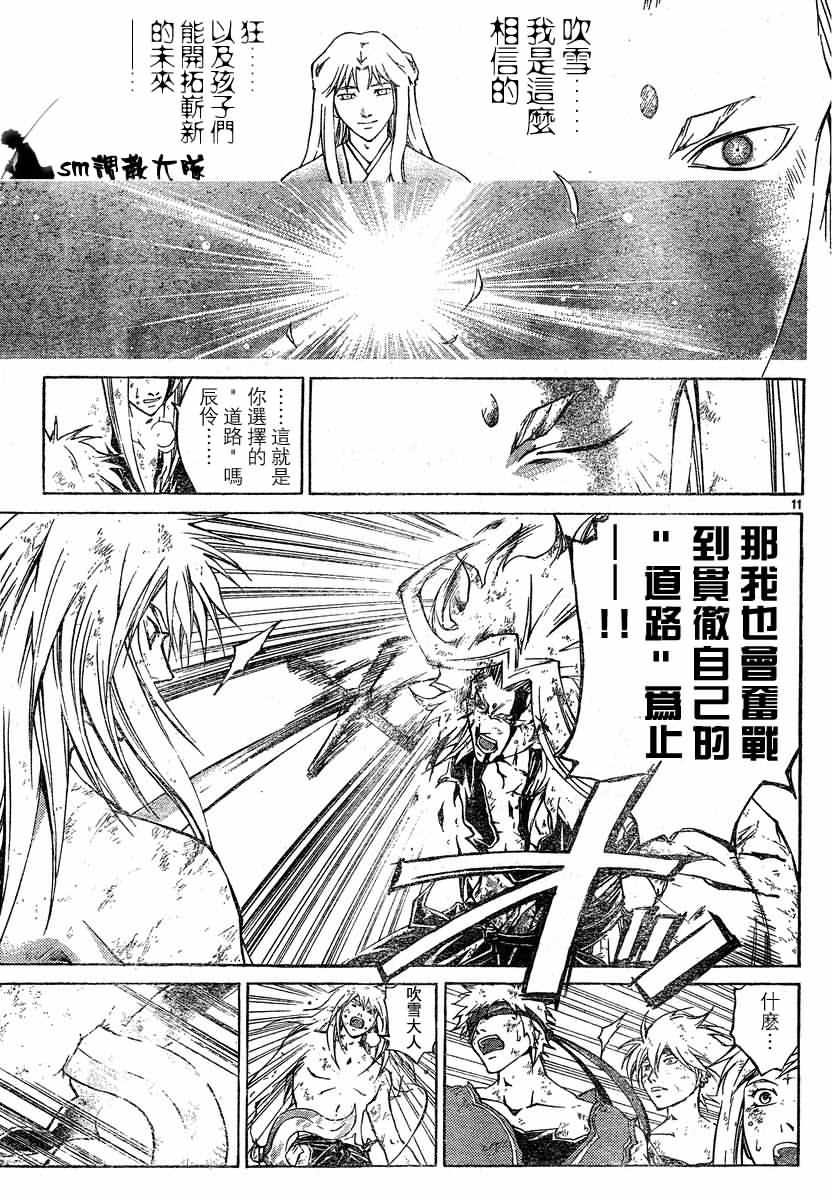 吹雪……
我是這麼
相信的
狂……
以及孩子們
能開拓嶄新
的未來
——
sm調教大隊
……這就是
你選擇的
"道路"嗎
辰伶……
11
那我也會奮戰
到貫徹自己的
"道路"為止
——!!
什麼…
吹雪大人